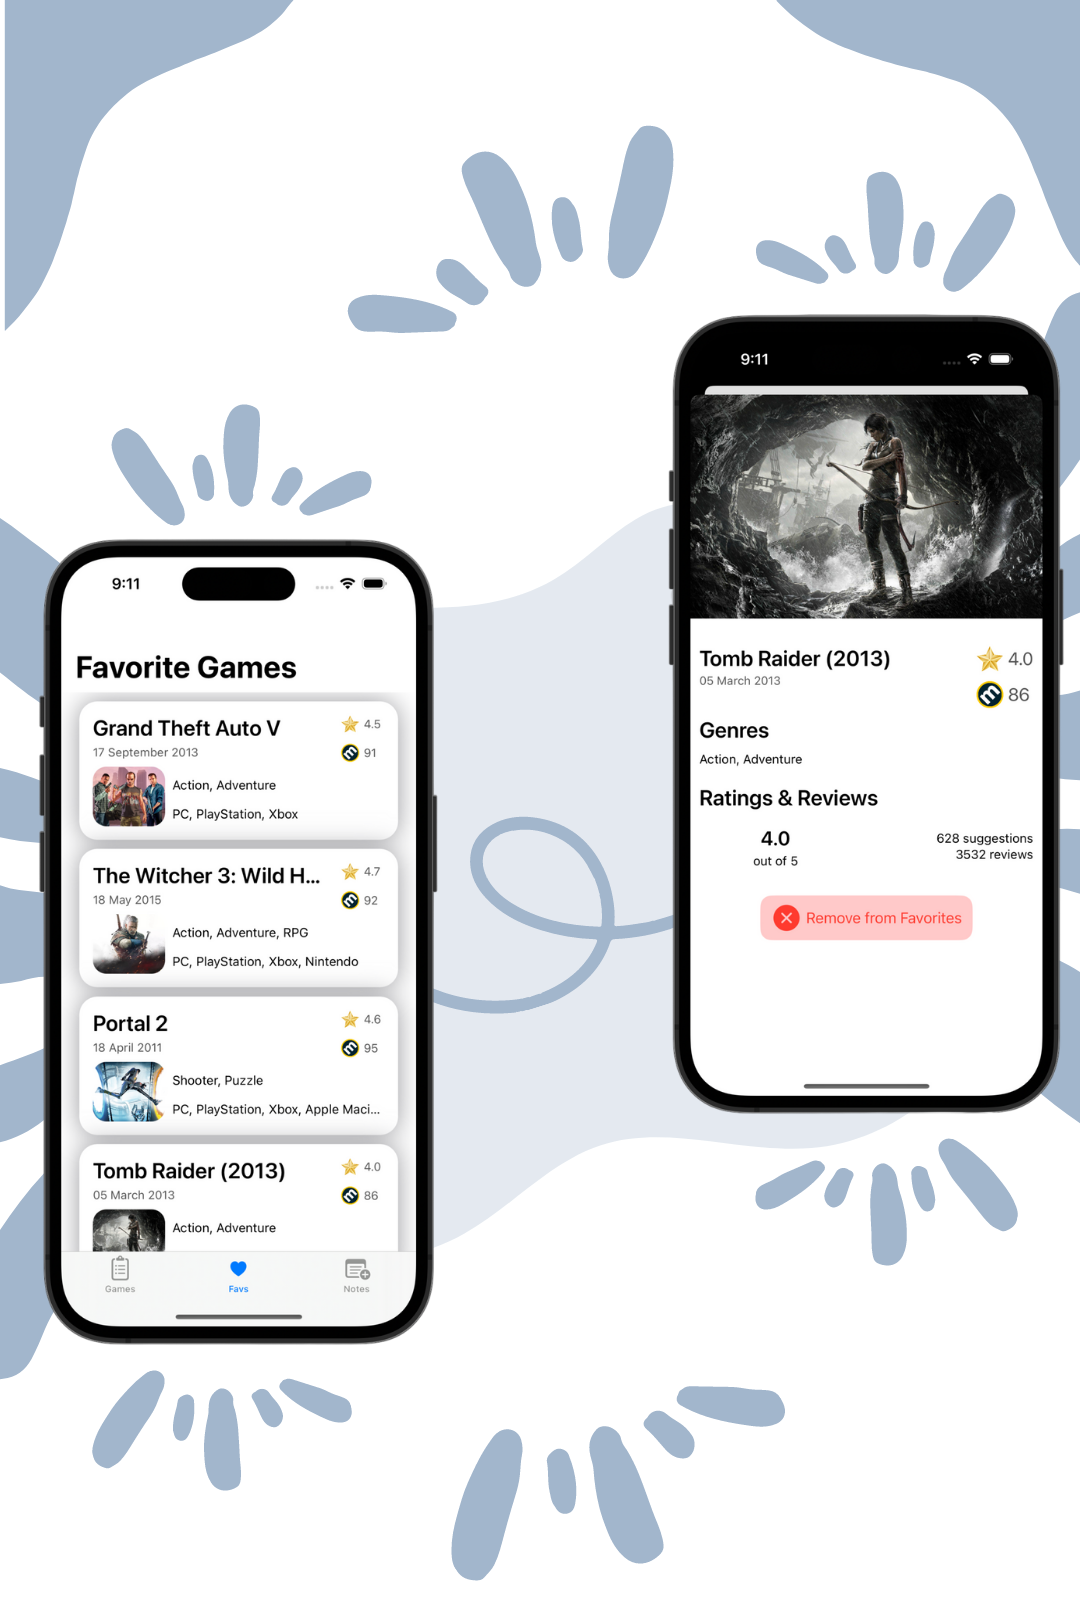 9:11
Favorite Games
Grand Theft Auto V
4.5
17 September 2013
91
Action, Adventure
PC, PlayStation, Xbox
The Witcher 3: Wild H...
4.7
18 May 2015
92
Action, Adventure, RPG
PC, PlayStation, Xbox, Nintendo
Portal 2
4.6
18 April 2011
95
Shooter, Puzzle
PC, PlayStation, Xbox, Apple Maci...
Tomb Raider (2013)
4.0
05 March 2013
86
Action, Adventure
Games
Favs
Notes
9:11
Tomb Raider (2013)
4.0
05 March 2013
86
Genres
Action, Adventure
Ratings & Reviews
4.0
out of 5
628 suggestions
3532 reviews
Remove from Favorites